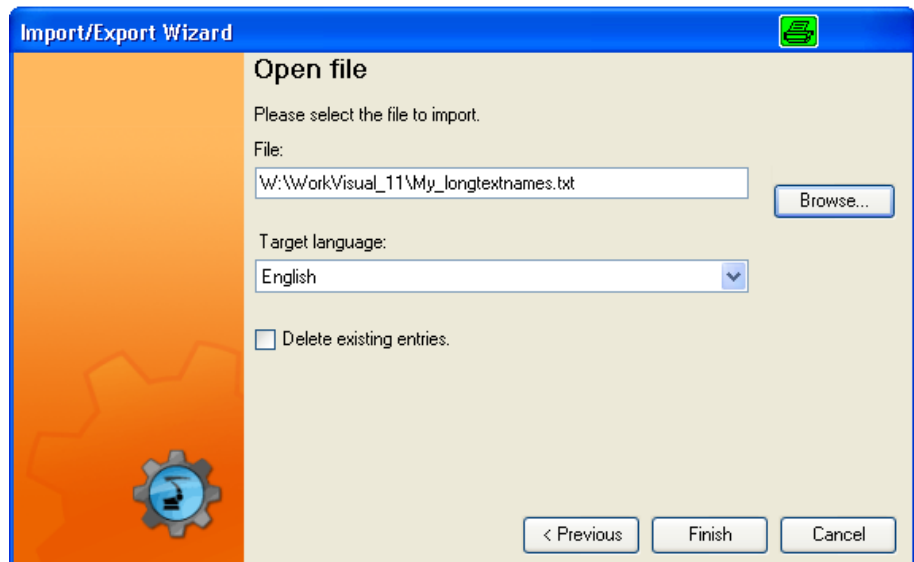 Import/Export Wizard
Open file
Please select the file to import.
File:
W:\WorkVisual_11\My_longtextnames.txt
Browse...
Target language:
English
Delete existing entries.
< Previous
Finish
Cancel